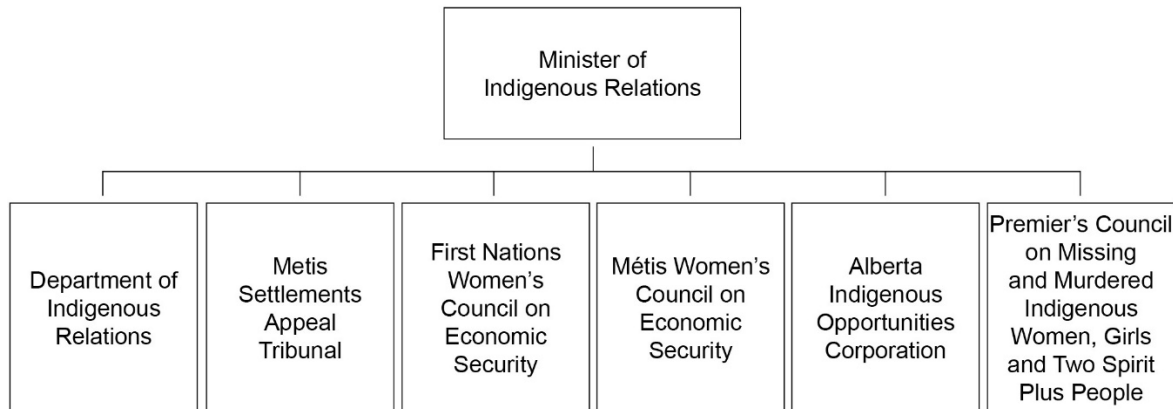 Minister of
Indigenous Relations
Department of
Indigenous
Relations
Metis
Settlements
Appeal
Tribunal
First Nations
Women’s
Council on
Economic
Security
Métis Women’s
Council on
Economic
Security
Alberta
Indigenous
Opportunities
Corporation
Premier’s Council
on Missing
and Murdered
Indigenous
Women, Girls
and Two Spirit
Plus People